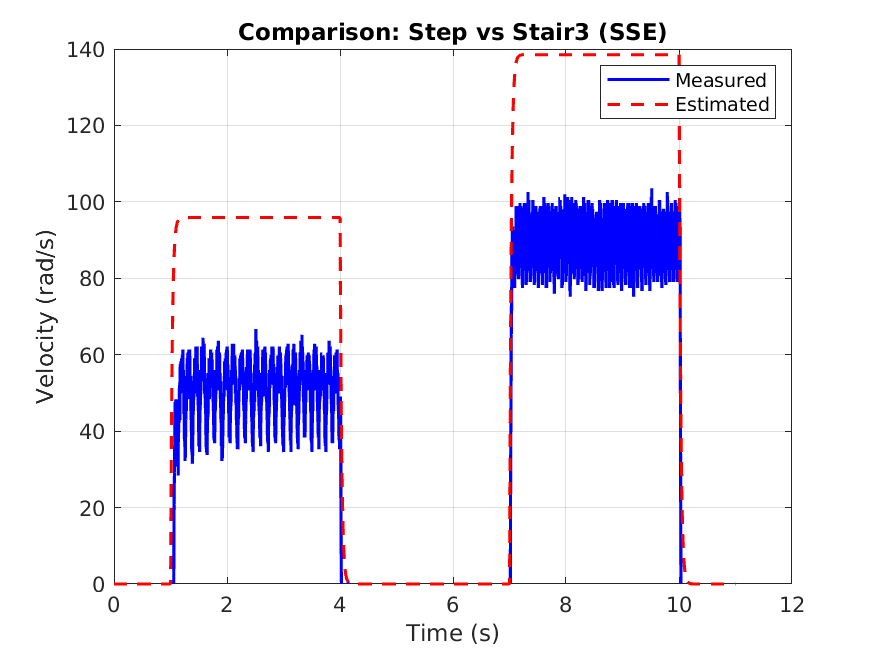 Comparison: Step vs Stair3 (SSE)
Measured
Estimated
Velocity (rad/s)
140
120
100
80
60
40
20
0
0 2 4 6 8 10 12
Time (s)